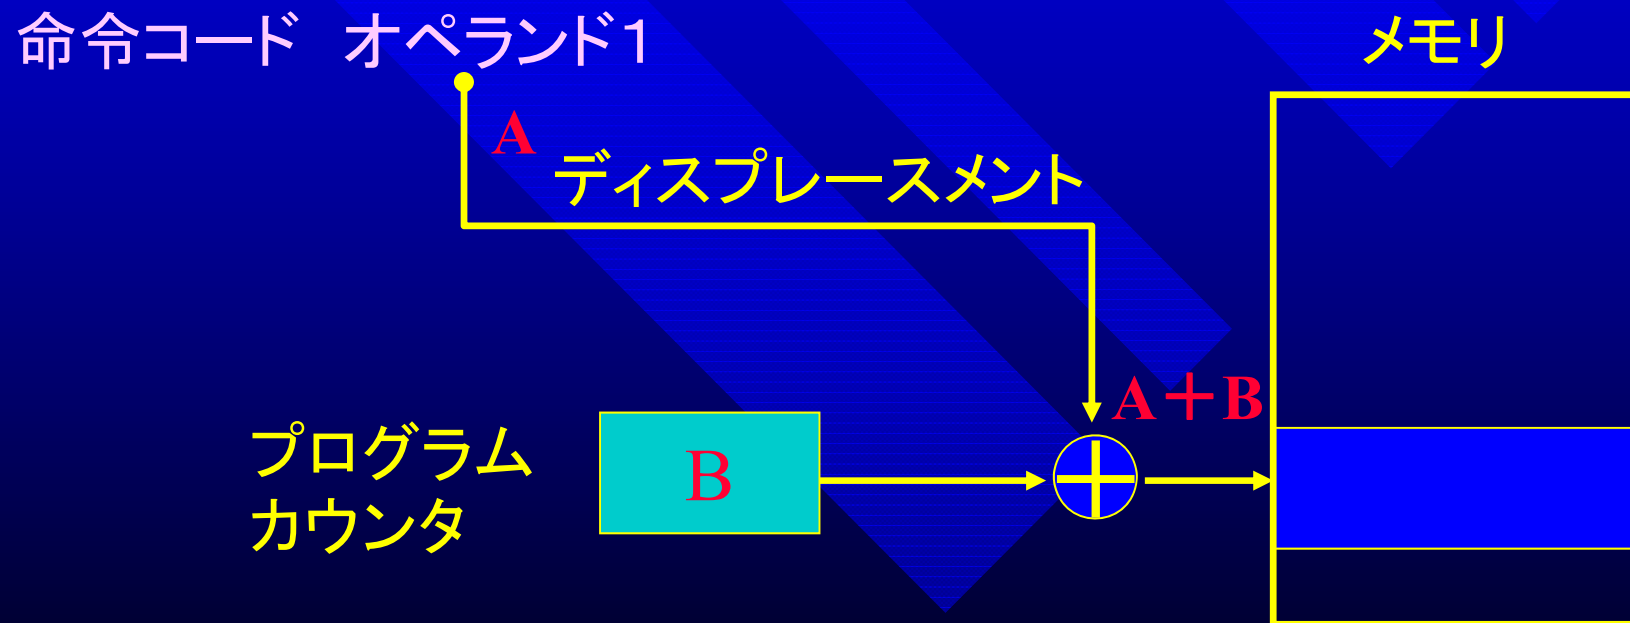 命令コード オペランド1
メモリ
A
ディスプレースメント
A+B
プログラム
カウンタ
B